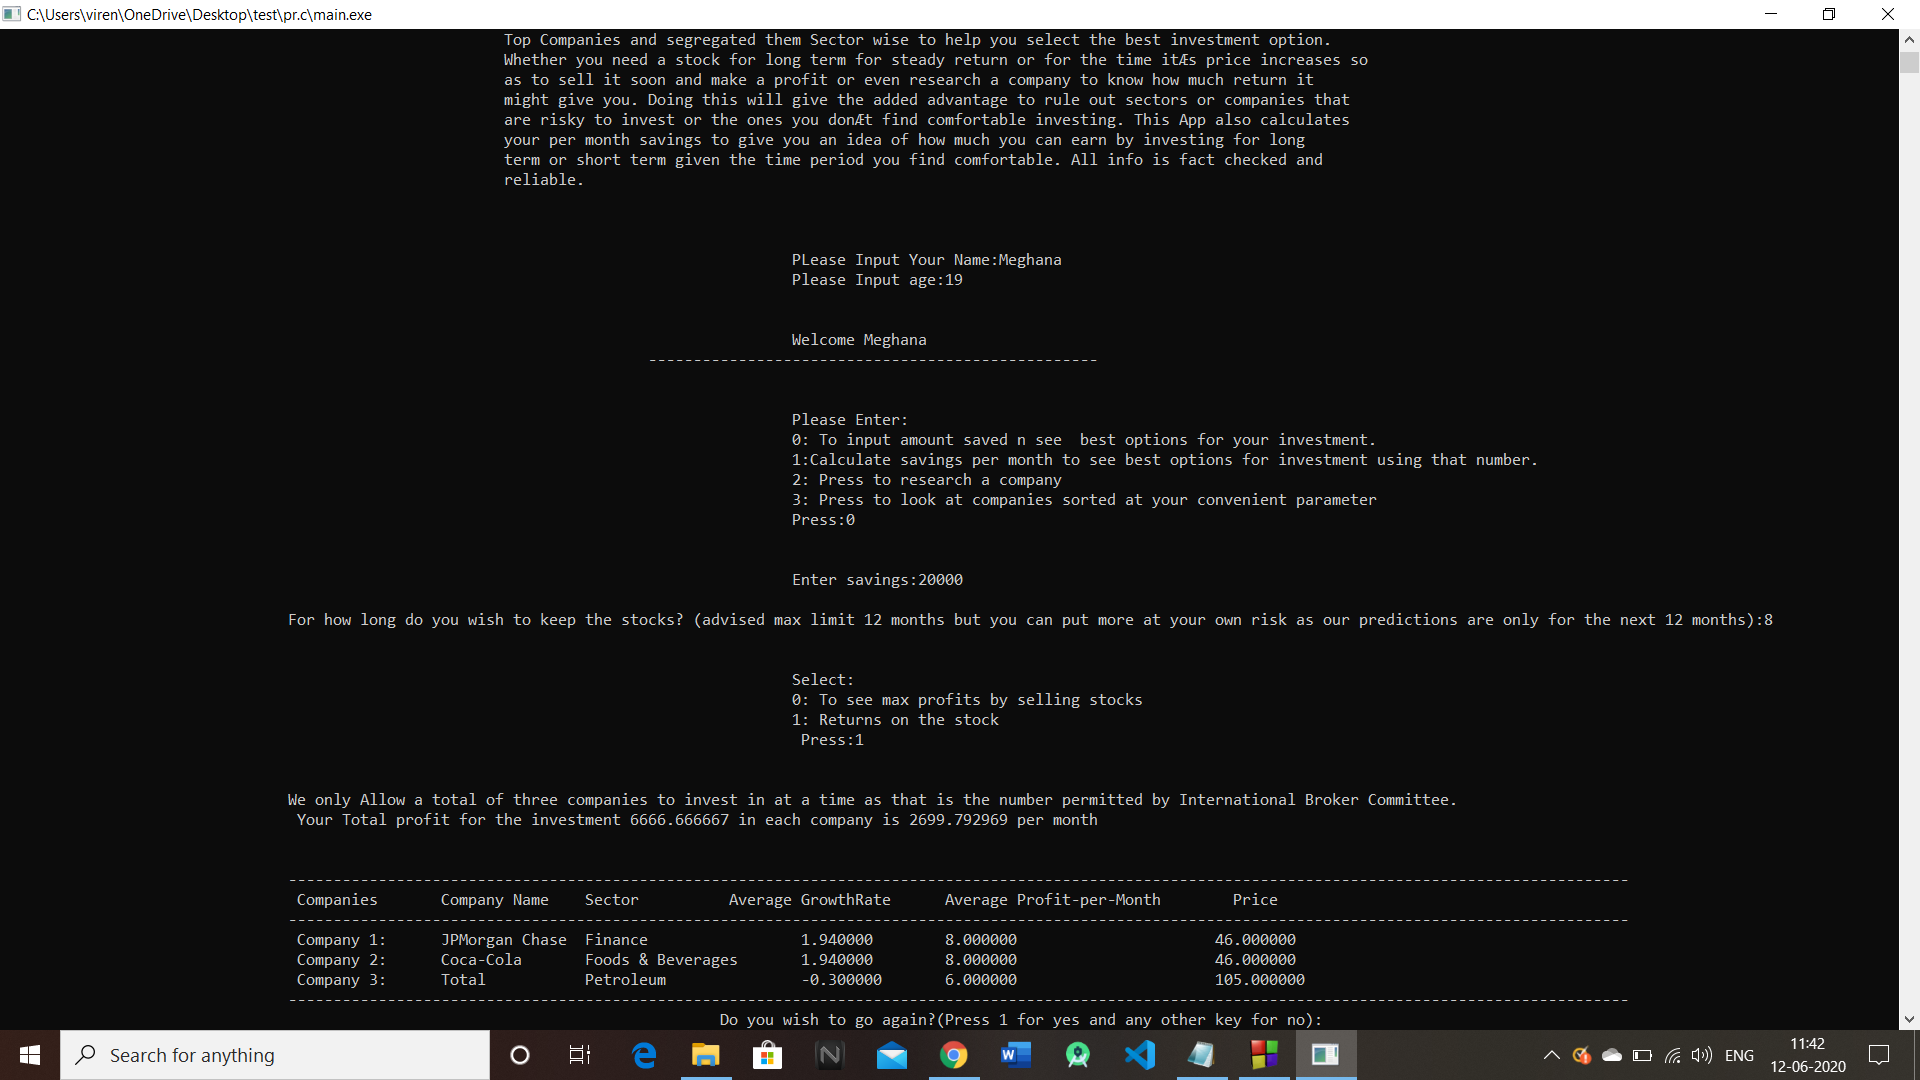 C:\Users\viren\OneDrive\Desktop\test\pr.c\main.exe
Top Companies and segregated them Sector wise to help you select the best investment option.
Whether you need a stock for long term for steady return or for the time itÆs price increases so
as to sell it soon and make a profit or even research a company to know how much return it
might give you. Doing this will give the added advantage to rule out sectors or companies that
are risky to invest or the ones you donÆt find comfortable investing. This App also calculates
your per month savings to give you an idea of how much you can earn by investing for long
term or short term given the time period you find comfortable. All info is fact checked and
reliable.
PLease Input Your Name:Meghana
Please Input age:19
Welcome Meghana
--------------------------------------------------
Please Enter:
0: To input amount saved n see  best options for your investment.
1:Calculate savings per month to see best options for investment using that number.
2: Press to research a company
3: Press to look at companies sorted at your convenient parameter
Press:0
Enter savings:20000
For how long do you wish to keep the stocks? (advised max limit 12 months but you can put more at your own risk as our predictions are only for the next 12 months):8
Select:
0: To see max profits by selling stocks
1: Returns on the stock
Press:1
We only Allow a total of three companies to invest in at a time as that is the number permitted by International Broker Committee.
Your Total profit for the investment 6666.666667 in each company is 2699.792969 per month
-----------------------------------------------------------------------------------------------------------------------------------------------------
Companies Company Name Sector Average GrowthRate Average Profit-per-Month Price
-----------------------------------------------------------------------------------------------------------------------------------------------------
Company 1: JPMorgan Chase Finance 1.940000 8.000000 46.000000
Company 2: Coca-Cola Foods & Beverages 1.940000 8.000000 46.000000
Company 3: Total Petroleum -0.300000 6.000000 105.000000
-----------------------------------------------------------------------------------------------------------------------------------------------------
Do you wish to go again?(Press 1 for yes and any other key for no):
Search for anything
ENG
11:42
12-06-2020